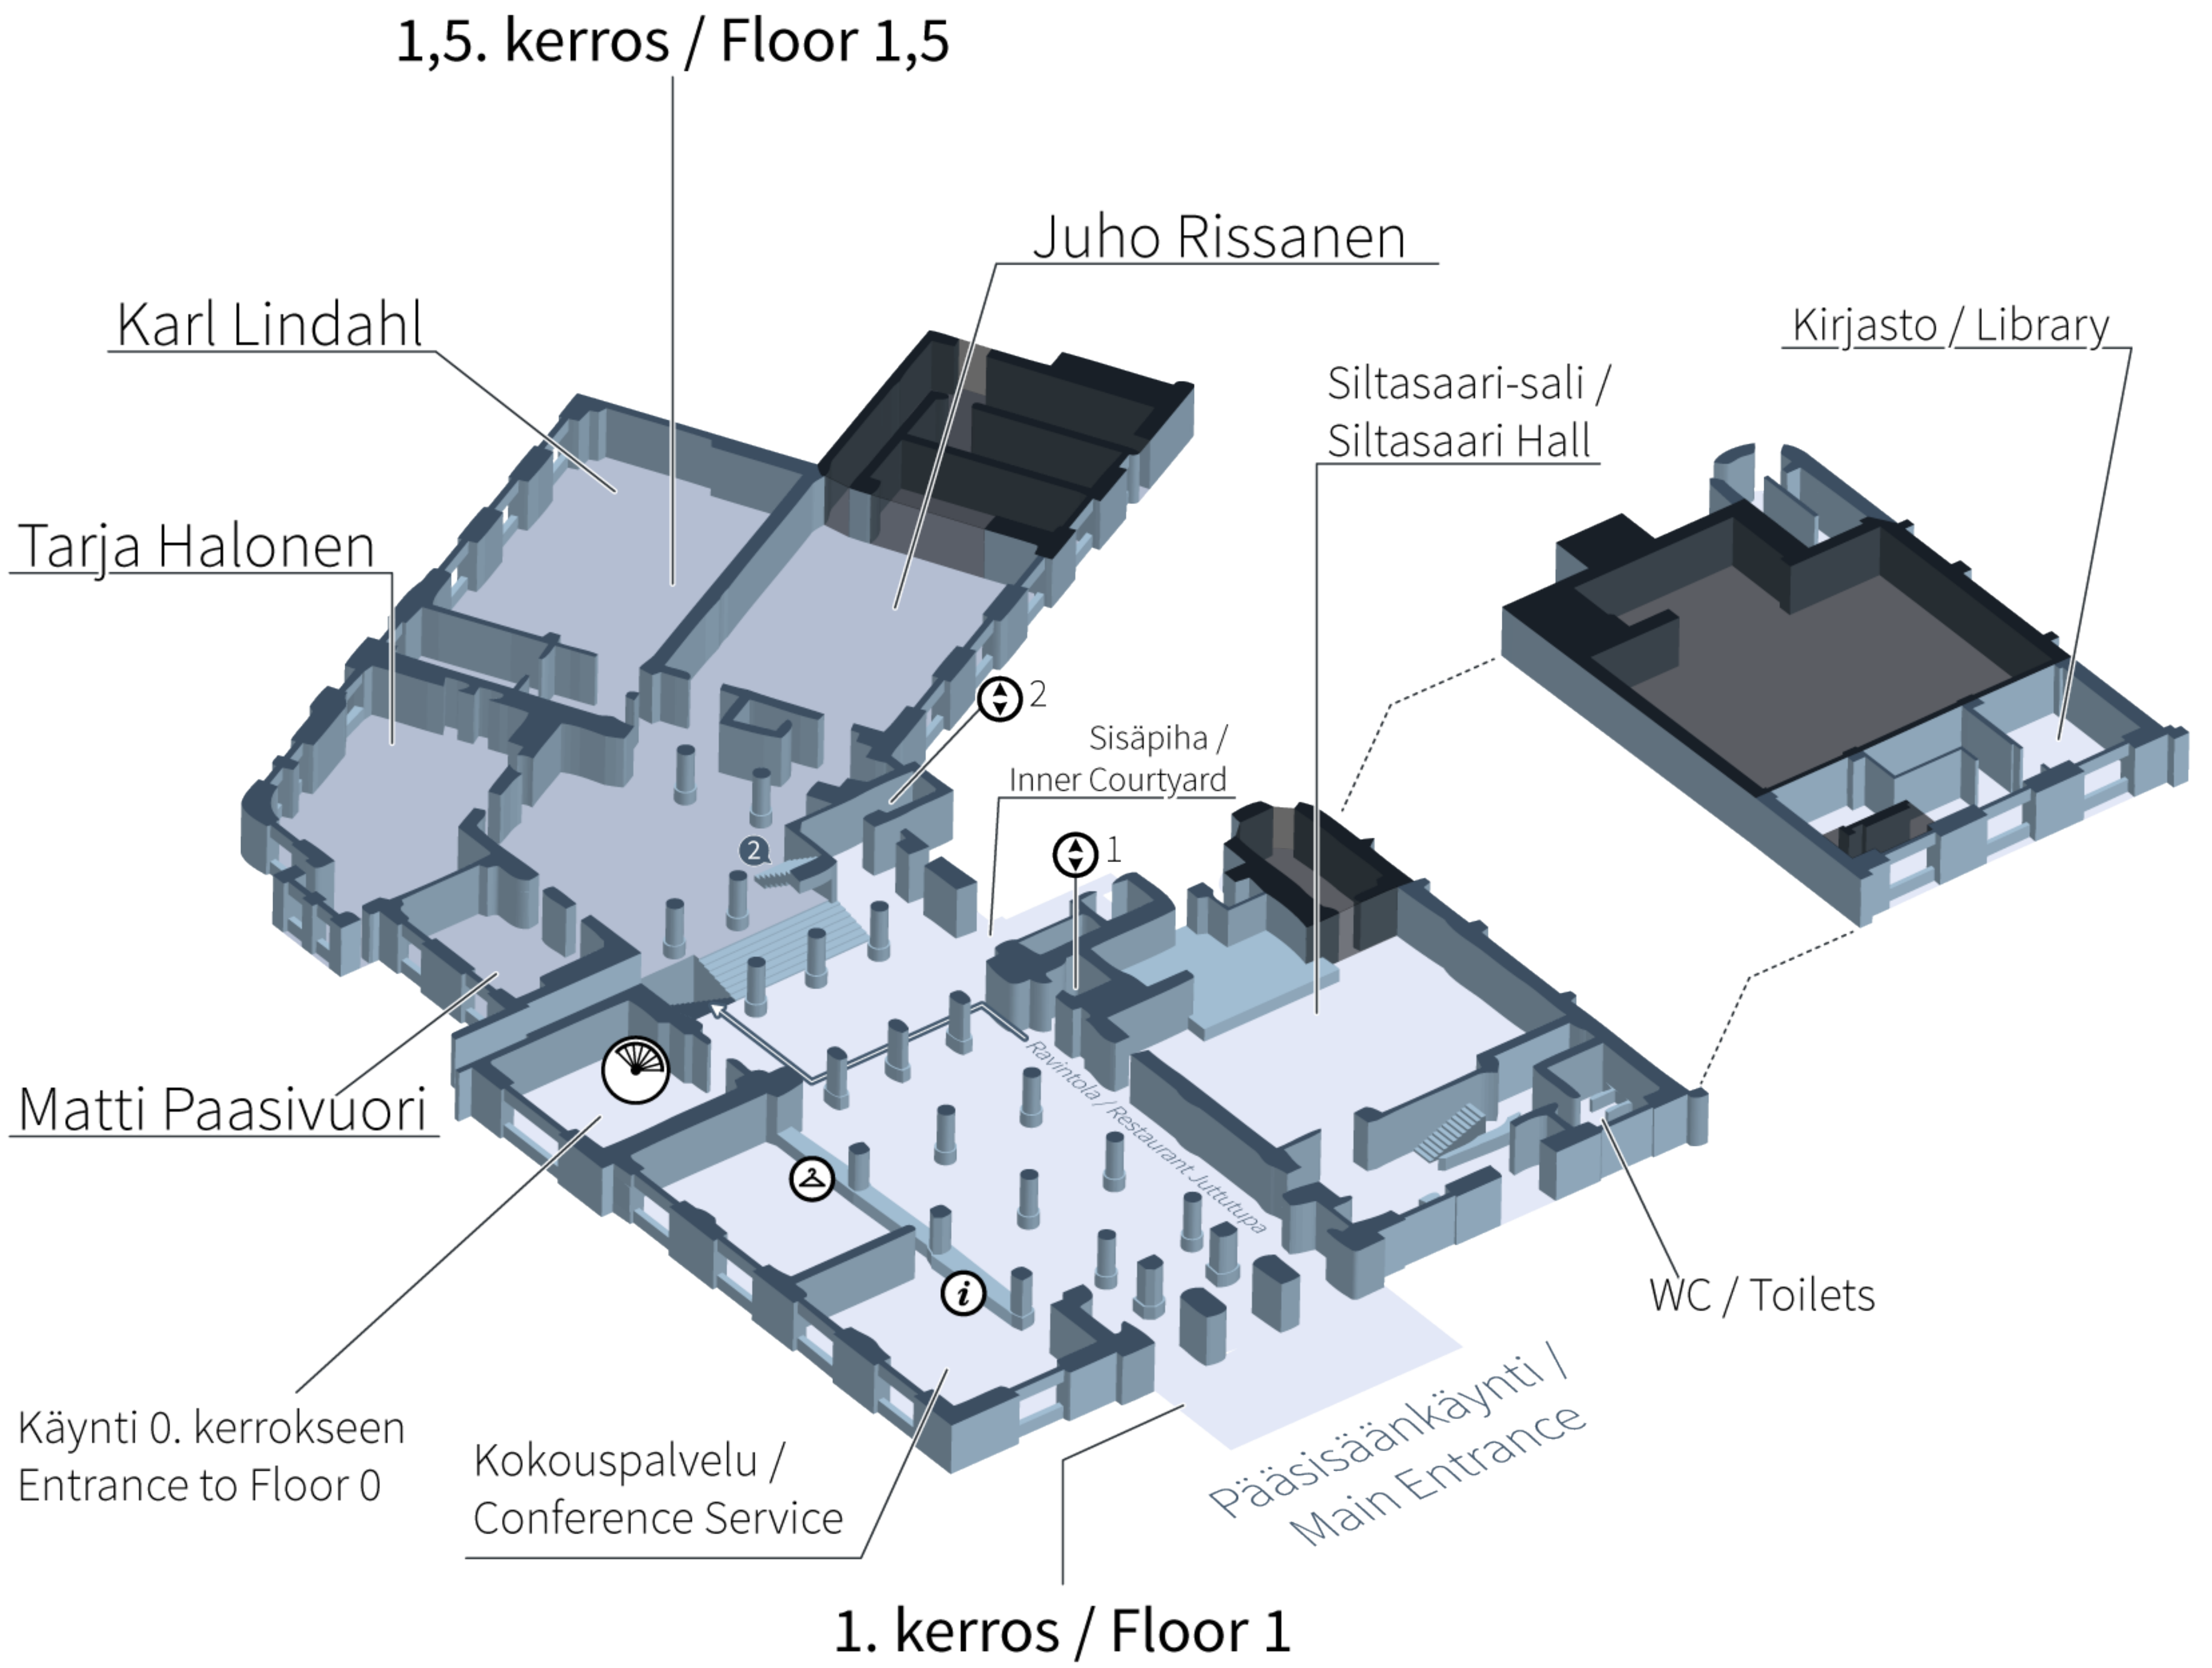 1,5. kerros / Floor 1,5
Juho Rissanen
Karl Lindahl
Kirjasto / Library
Siltasaari-sali /
Siltasaari Hall
Tarja Halonen
2
Sisäpiha /
Inner Courtyard
1
2
Ravintola / Restaurant Juttutupa
Matti Paasivuori
i
WC / Toilets
Käynti 0. kerrokseen
Entrance to Floor 0
Kokouspalvelu /
Conference Service
Pääsisäänkäynti /
Main Entrance
1. kerros / Floor 1